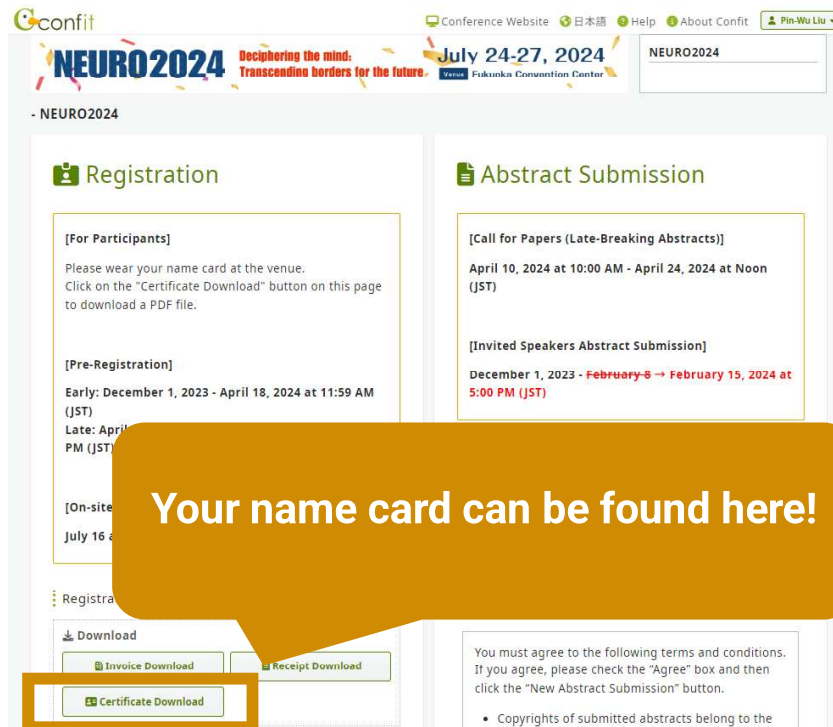 confit
Conference Website 日本語 Help About Confit Pin-Wu Liu
NEURO2024
Deciphering the mind:
Transcending borders for the future
July 24-27, 2024
Venue Fukuoka Convention Center
NEURO2024
- NEURO2024
Registration
[For Participants]
Please wear your name card at the venue.
Click on the "Certificate Download" button on this page
to download a PDF file.
[Pre-Registration]
Early: December 1, 2023 - April 18, 2024 at 11:59 AM
(JST)
Late: April
PM (JST)
[On-site
July 16
Registra
Download
Invoice Download
Receipt Download
Certificate Download
Abstract Submission
[Call for Papers (Late-Breaking Abstracts)]
April 10, 2024 at 10:00 AM - April 24, 2024 at Noon
(JST)
[Invited Speakers Abstract Submission]
December 1, 2023 - February 8 → February 15, 2024 at
5:00 PM (JST)
Your name card can be found here!
You must agree to the following terms and conditions.
If you agree, please check the "Agree" box and then
click the "New Abstract Submission" button.
• Copyrights of submitted abstracts belong to the